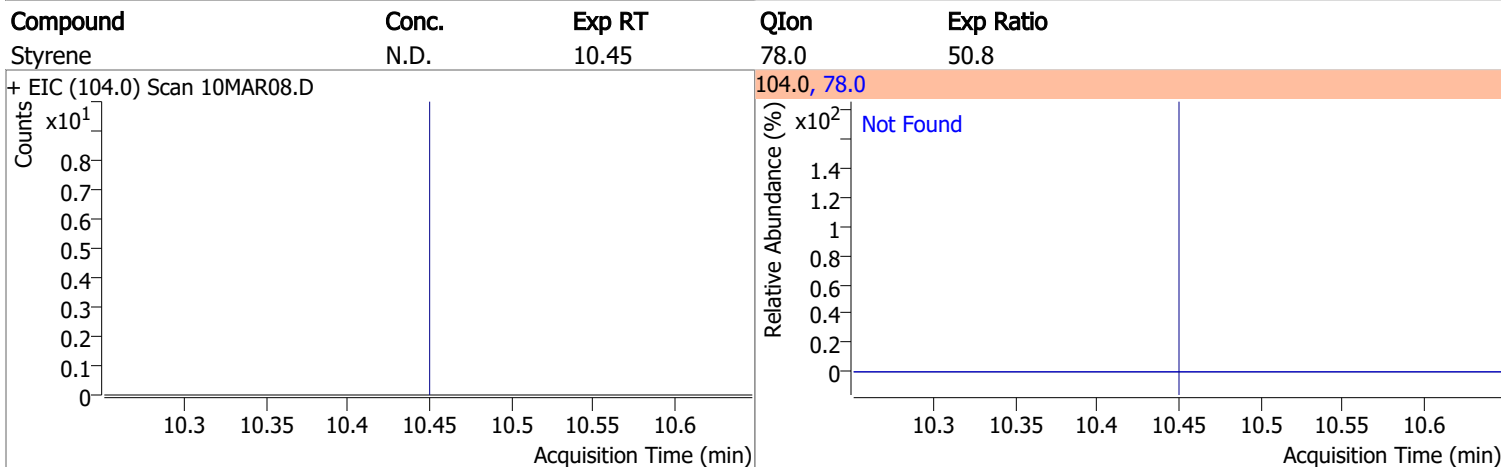 Compound Conc. Exp RT QIon Exp Ratio
Styrene N.D. 10.45 78.0 50.8
+ EIC (104.0) Scan 10MAR08.D
Counts
x10¹
0.8
0.7
0.6
0.5
0.4
0.3
0.2
0.1
0
10.3 10.35 10.4 10.45 10.5 10.55 10.6
Acquisition Time (min)
104.0, 78.0
Relative Abundance (%)
x10²
Not Found
1.4
1.2
1
0.8
0.6
0.4
0.2
0
10.3 10.35 10.4 10.45 10.5 10.55 10.6
Acquisition Time (min)